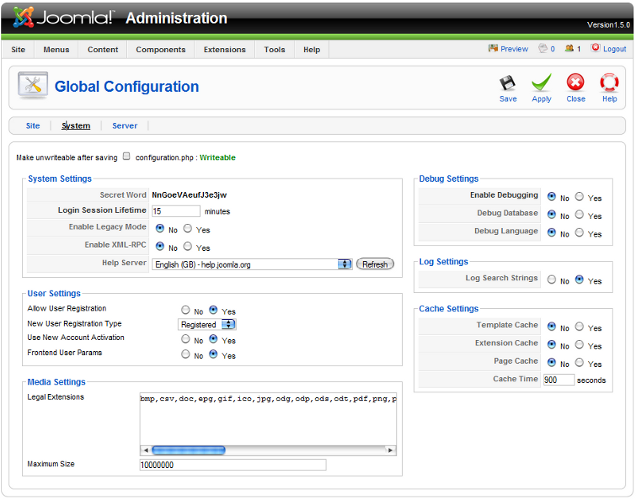 Joomla! Administration
Version1.5.0
Site Menus Content Components Extensions Tools Help Preview 0 1 Logout
Global Configuration
Save Apply Close Help
Site System Server
Make unwriteable after saving configuration.php : Writeable
System Settings
Secret Word NnGoeVAeufJ3e3jw
Login Session Lifetime 15 minutes
Enable Legacy Mode No Yes
Enable XML-RPC No Yes
Help Server English (GB) - help.joomla.org Refresh
User Settings
Allow User Registration No Yes
New User Registration Type Registered
Use New Account Activation No Yes
Frontend User Params No Yes
Media Settings
Legal Extensions bmp,csv,doc,epg,gif,ico,jpg,odg,odp,ods,odt,pdf,png,p
Maximum Size 10000000
Debug Settings
Enable Debugging No Yes
Debug Database No Yes
Debug Language No Yes
Log Settings
Log Search Strings No Yes
Cache Settings
Template Cache No Yes
Extension Cache No Yes
Page Cache No Yes
Cache Time 900 seconds